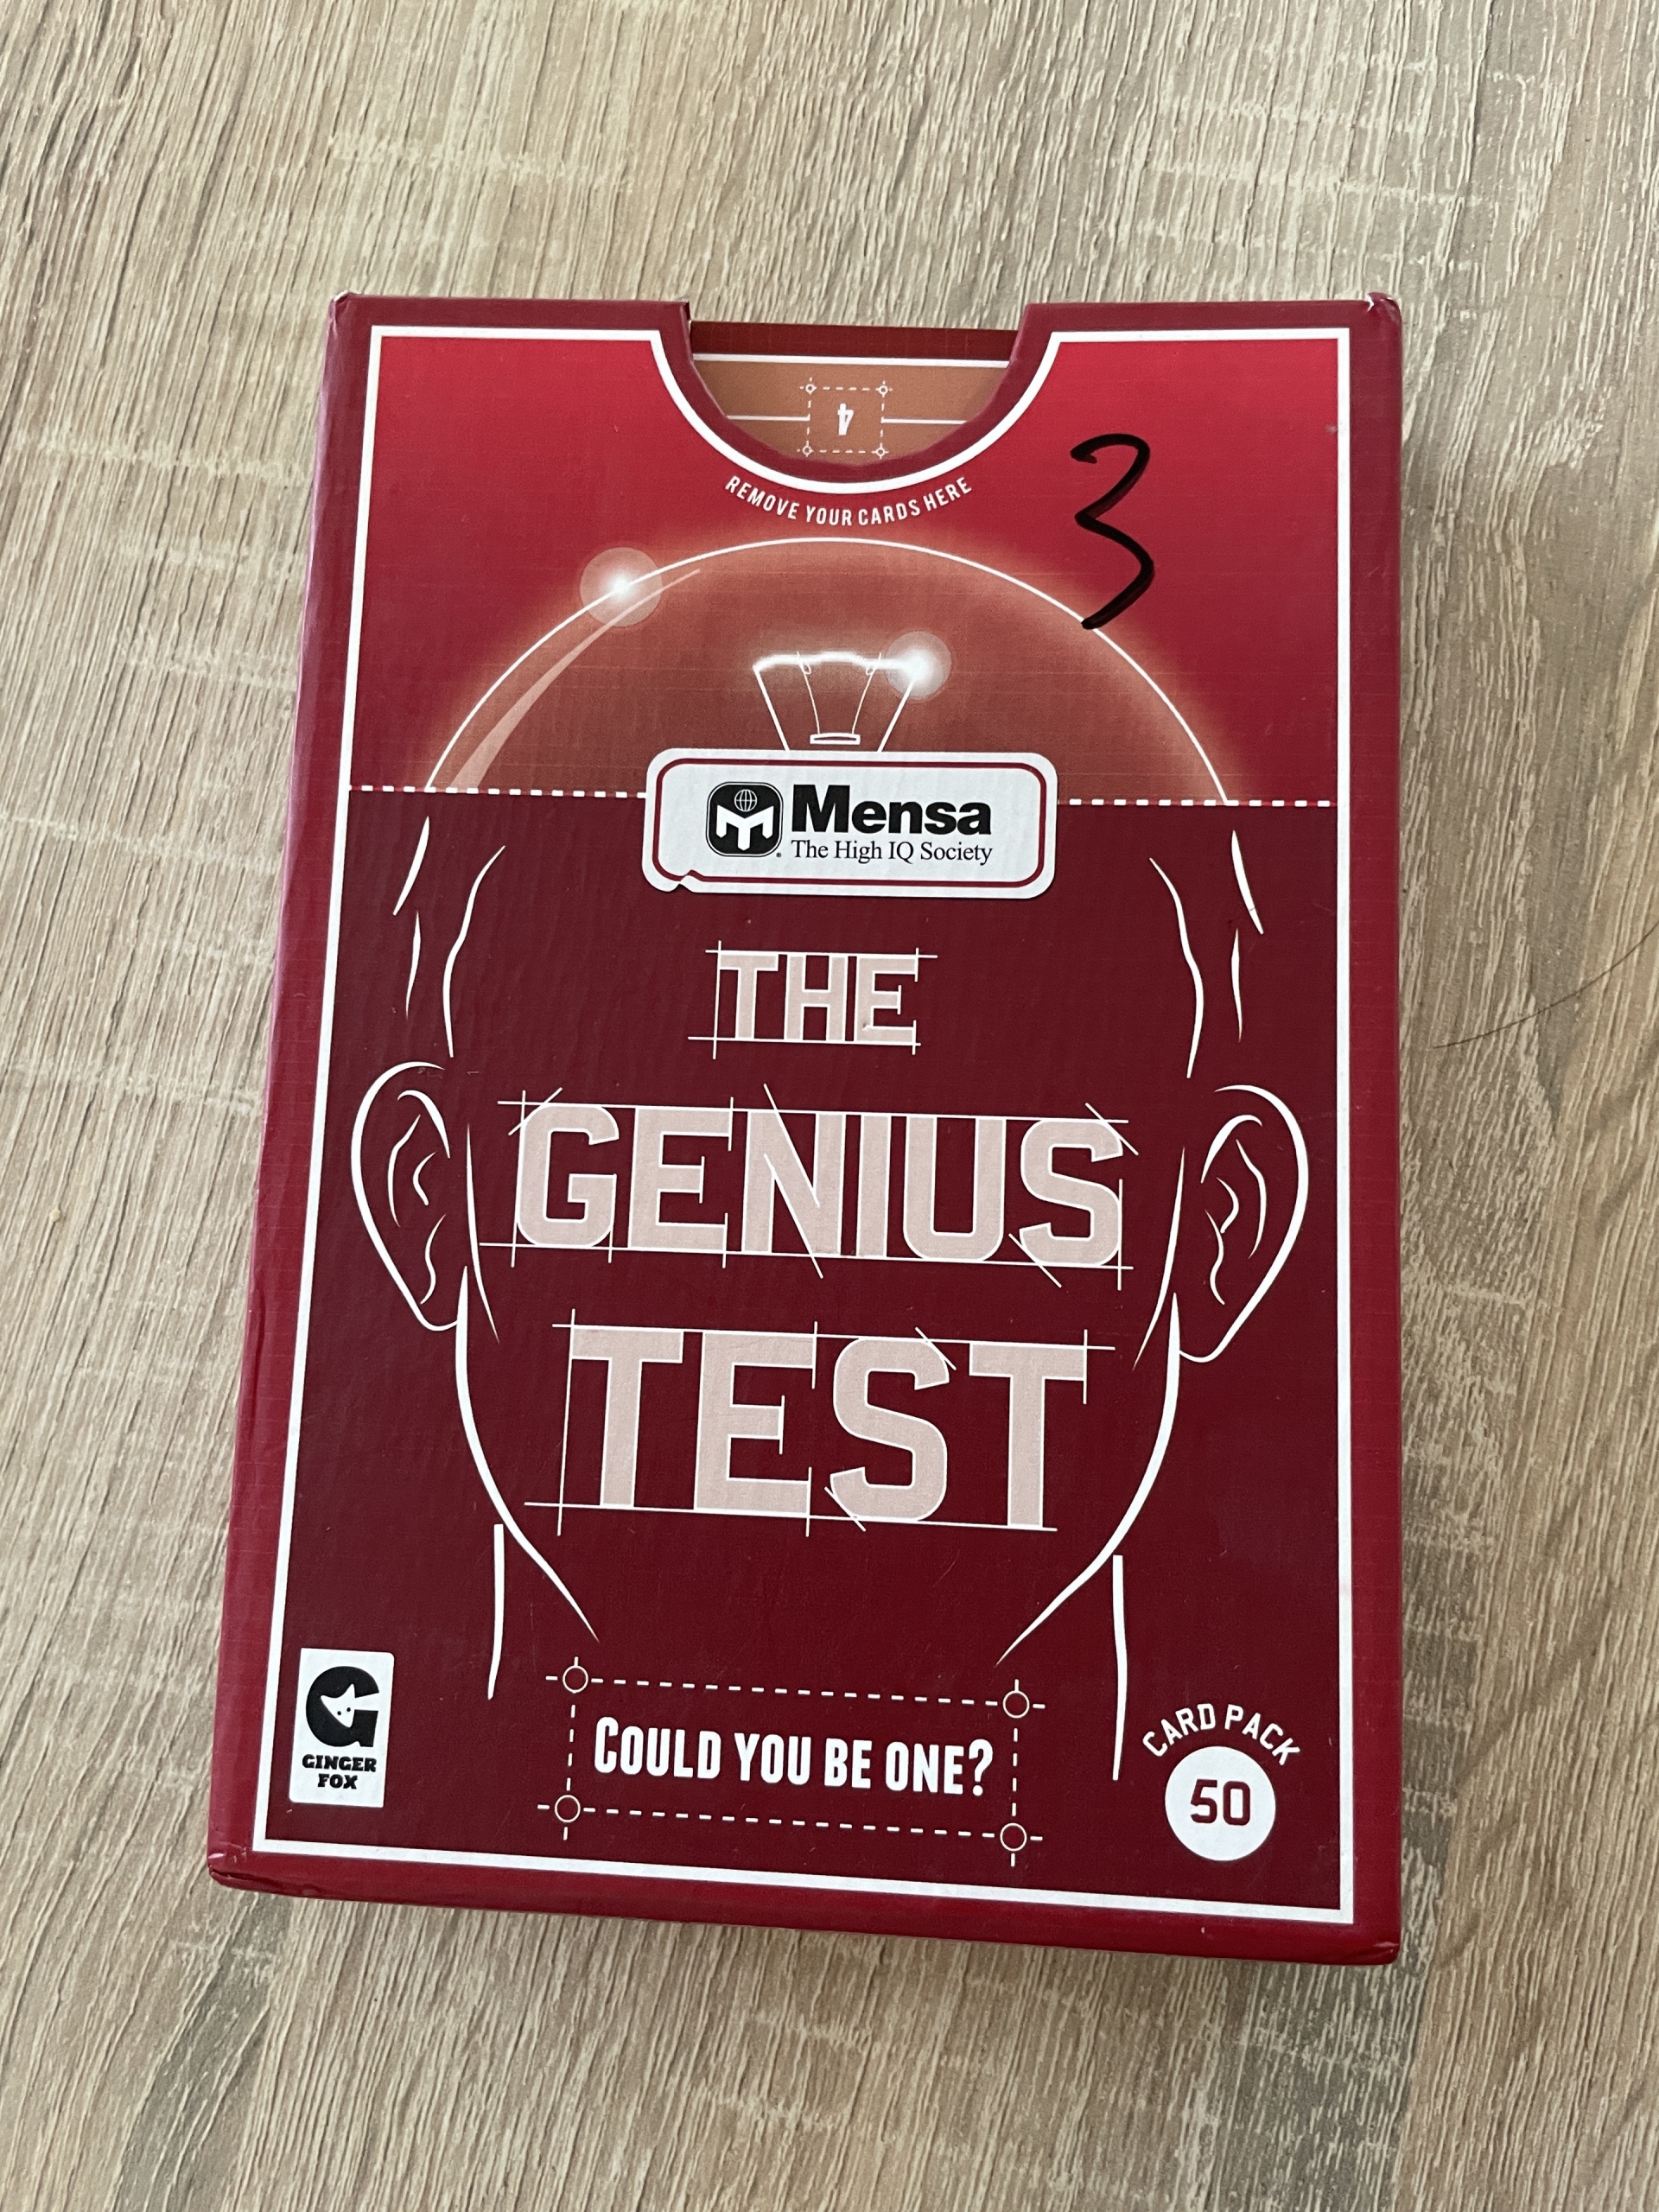 4
REMOVE YOUR CARDS HERE
3
Mensa
The High IQ Society
THE
GENIUS
TEST
GINGER
FOX
COULD YOU BE ONE?
CARD PACK
50